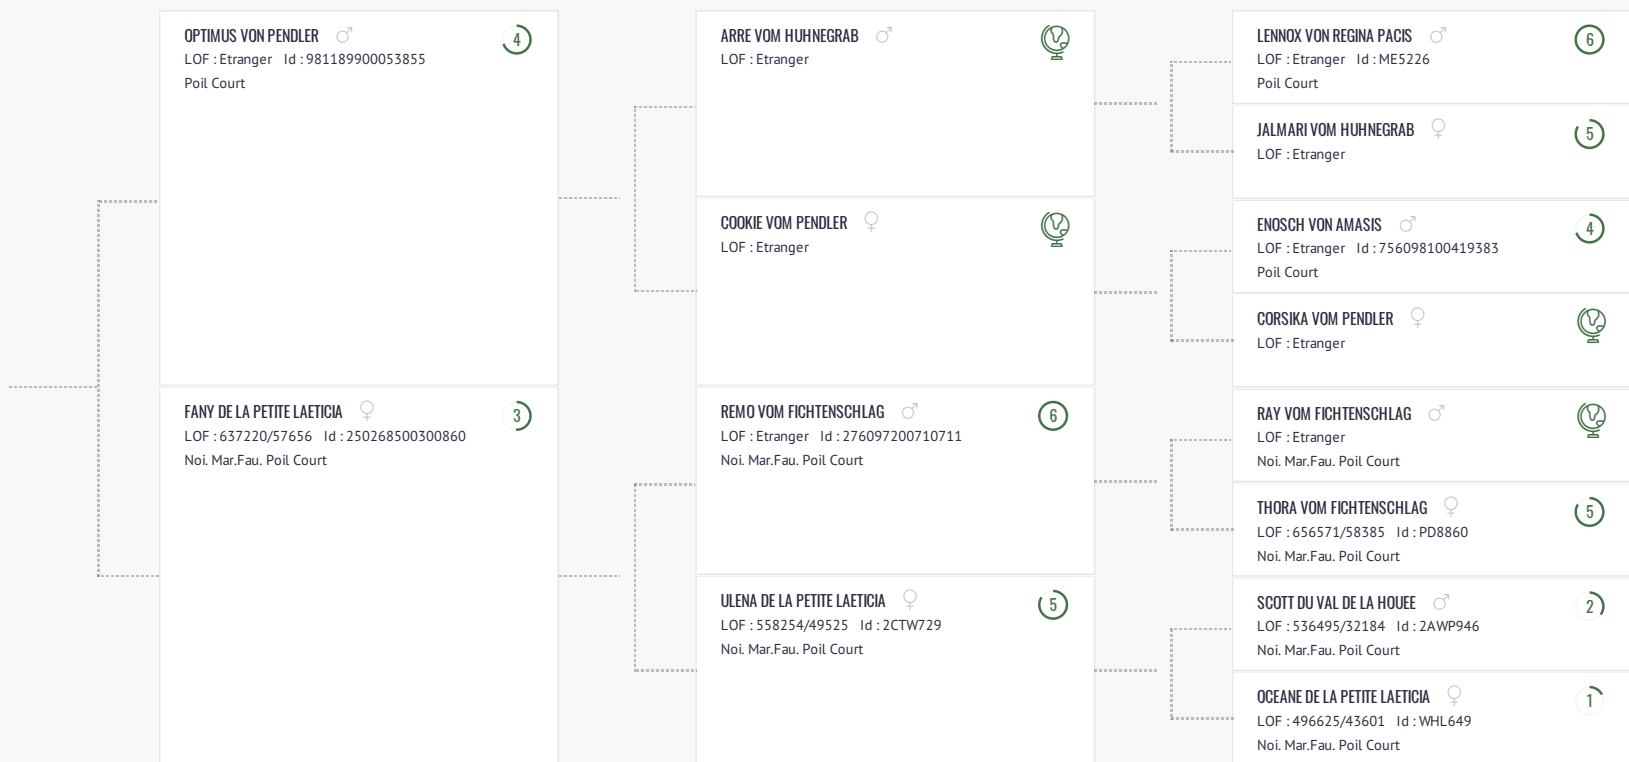 OPTIMUS VON PENDLER
4
LOF : Etranger Id : 981189900053855
Poil Court
FANY DE LA PETITE LAETICIA
3
LOF : 637220/57656 Id : 250268500300860
Noi. Mar.Fau. Poil Court
ARRE VOM HUHNEGRAB
LOF : Etranger
COOKIE VOM PENDLER
LOF : Etranger
REMO VOM FICHTENSCHLAG
6
LOF : Etranger Id : 276097200710711
Noi. Mar.Fau. Poil Court
ULENA DE LA PETITE LAETICIA
5
LOF : 558254/49525 Id : 2CTW729
Noi. Mar.Fau. Poil Court
LENNOX VON REGINA PACIS
6
LOF : Etranger Id : ME5226
Poil Court
JALMARI VOM HUHNEGRAB
5
LOF : Etranger
ENOSCH VON AMASIS
4
LOF : Etranger Id : 756098100419383
Poil Court
CORSIKA VOM PENDLER
LOF : Etranger
RAY VOM FICHTENSCHLAG
LOF : Etranger
Noi. Mar.Fau. Poil Court
THORA VOM FICHTENSCHLAG
5
LOF : 656571/58385 Id : PD8860
Noi. Mar.Fau. Poil Court
SCOTT DU VAL DE LA HOUEE
2
LOF : 536495/32184 Id : 2AWP946
Noi. Mar.Fau. Poil Court
OCEANE DE LA PETITE LAETICIA
1
LOF : 496625/43601 Id : WHL649
Noi. Mar.Fau. Poil Court